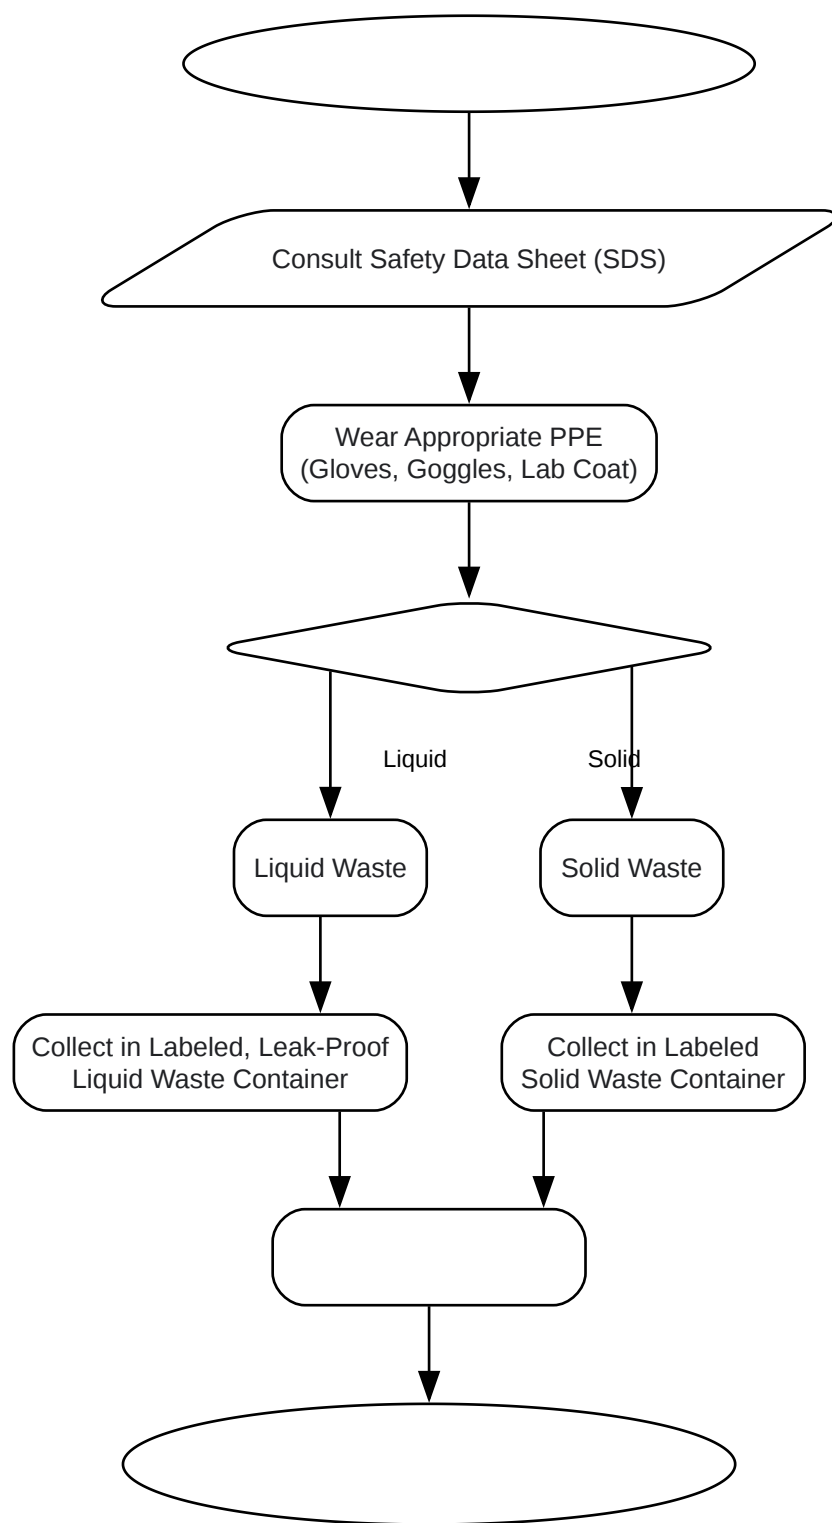 Consult Safety Data Sheet (SDS)
Wear Appropriate PPE
(Gloves, Goggles, Lab Coat)
Liquid
Solid
Liquid Waste
Solid Waste
Collect in Labeled, Leak-Proof
Liquid Waste Container
Collect in Labeled
Solid Waste Container